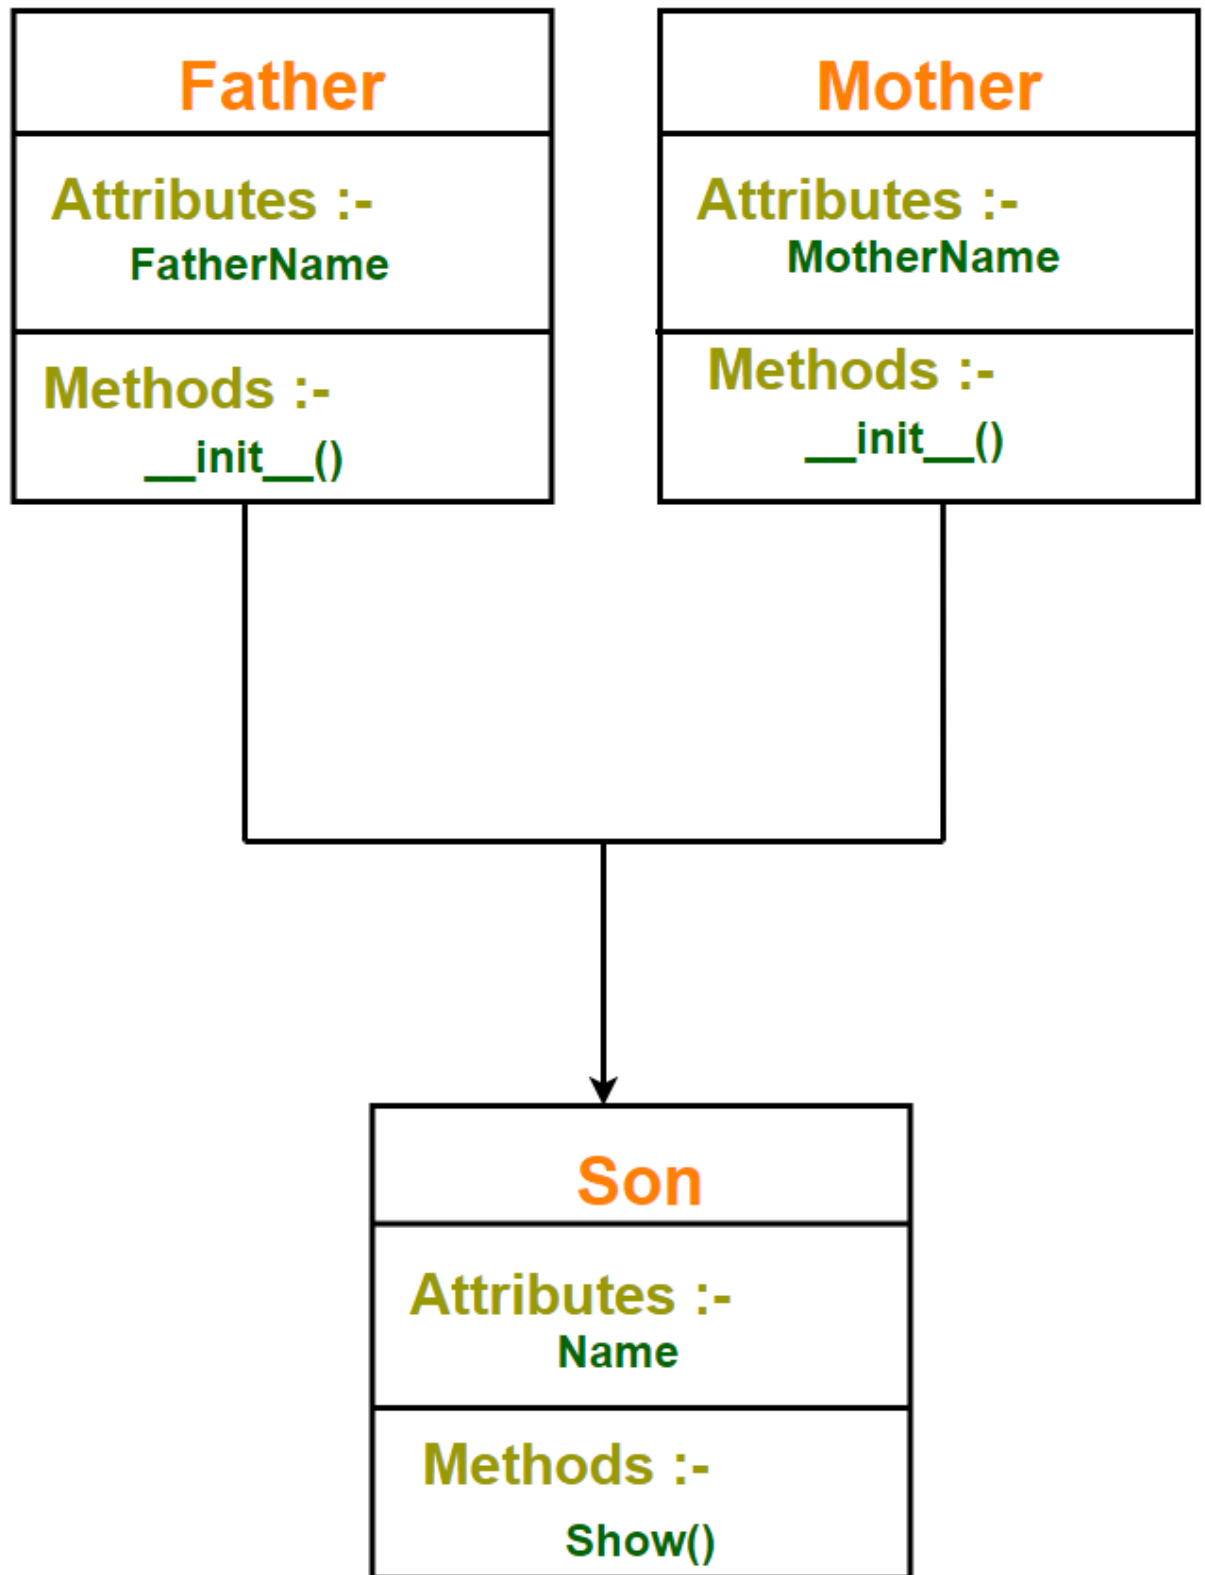 Father
Attributes :-
FatherName
Methods :-
__init__()
Mother
Attributes :-
MotherName
Methods :-
__init__()
Son
Attributes :-
Name
Methods :-
Show()